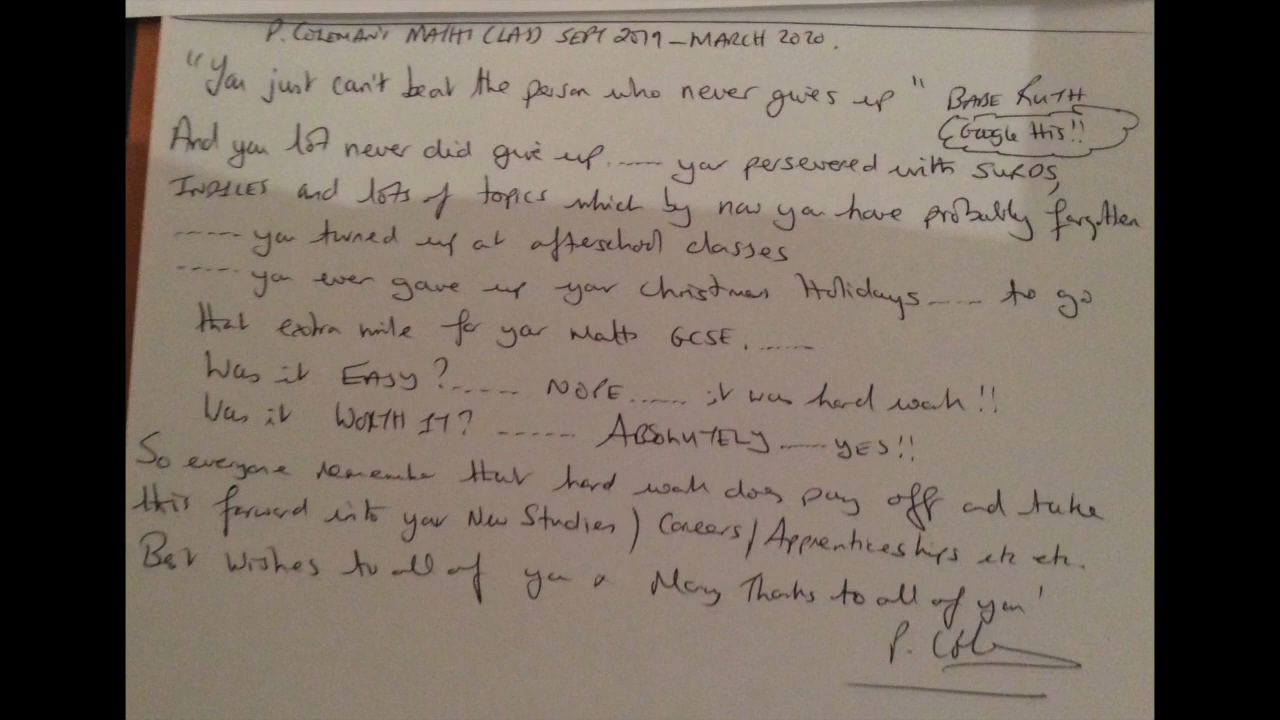 P. COLEMAN'S MATHS CLASS SEPT 2019 – MARCH 2020.
"You just can't beat the person who never gives up" BABE RUTH
(Google this!!)
And you lot never did give up...... you persevered with SURDS,
INDICES and lots of topics which by now you have probably forgotten
----- you turned up at afterschool classes
----- you even gave up your Christmas Holidays..... to go
that extra mile for your Maths GCSE. ......
Was it EASY?...... NOPE...... it was hard work!!
Was it WORTH IT? ------ ABSOLUTELY ----- YES!!
So everyone remember that hard work does pay off and take
this forward into your New Studies / Careers / Apprenticeships etc etc.
Best Wishes to all of you & Many Thanks to all of you!
P. Coleman